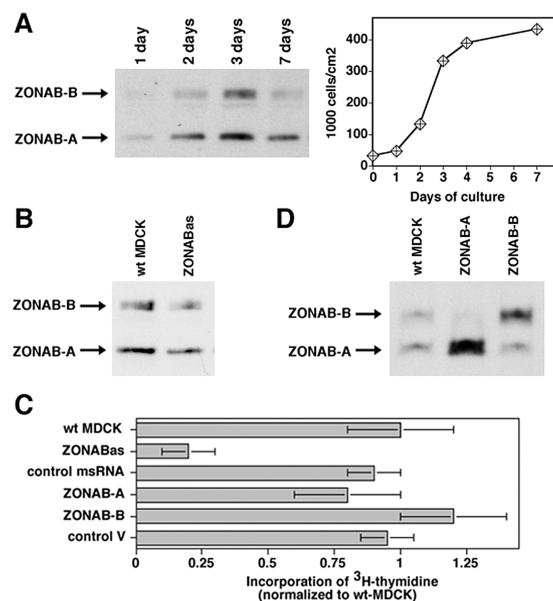 A
1 day
2 days
3 days
7 days
ZONAB-B
ZONAB-A
1000 cells/cm2
400
300
200
100
0
0 1 2 3 4 5 6 7
Days of culture
B
wt MDCK
ZONABas
ZONAB-B
ZONAB-A
D
wt MDCK
ZONAB-A
ZONAB-B
ZONAB-B
ZONAB-A
C
wt MDCK
ZONABas
control msRNA
ZONAB-A
ZONAB-B
control V
0 0.25 0.5 0.75 1 1.25
Incorporation of ³H-thymidine
(normalized to wt-MDCK)